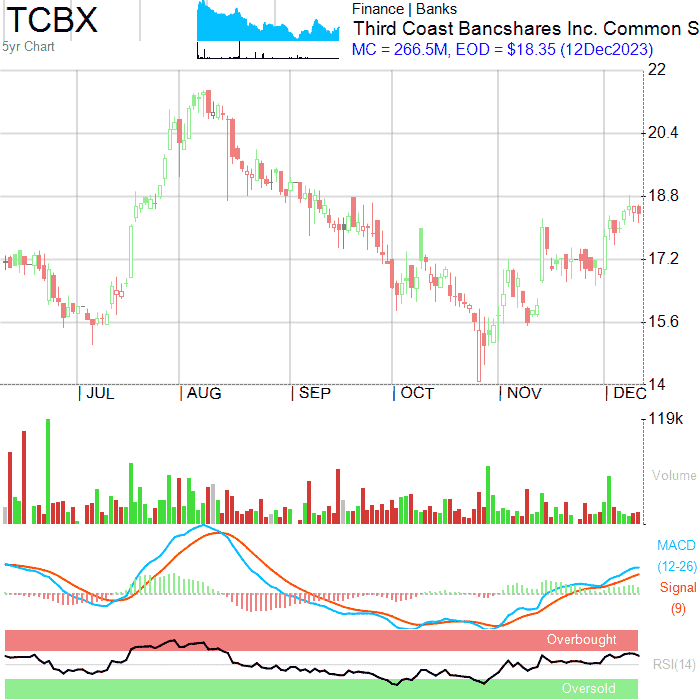 TCBX
5yr Chart
Finance | Banks
Third Coast Bancshares Inc. Common S
MC = 266.5M, EOD = $18.35 (12Dec2023)
22
20.4
18.8
17.2
15.6
14
JUL
AUG
SEP
OCT
NOV
DEC
119k
Volume
MACD
(12-26)
Signal
(9)
Overbought
RSI(14)
Oversold